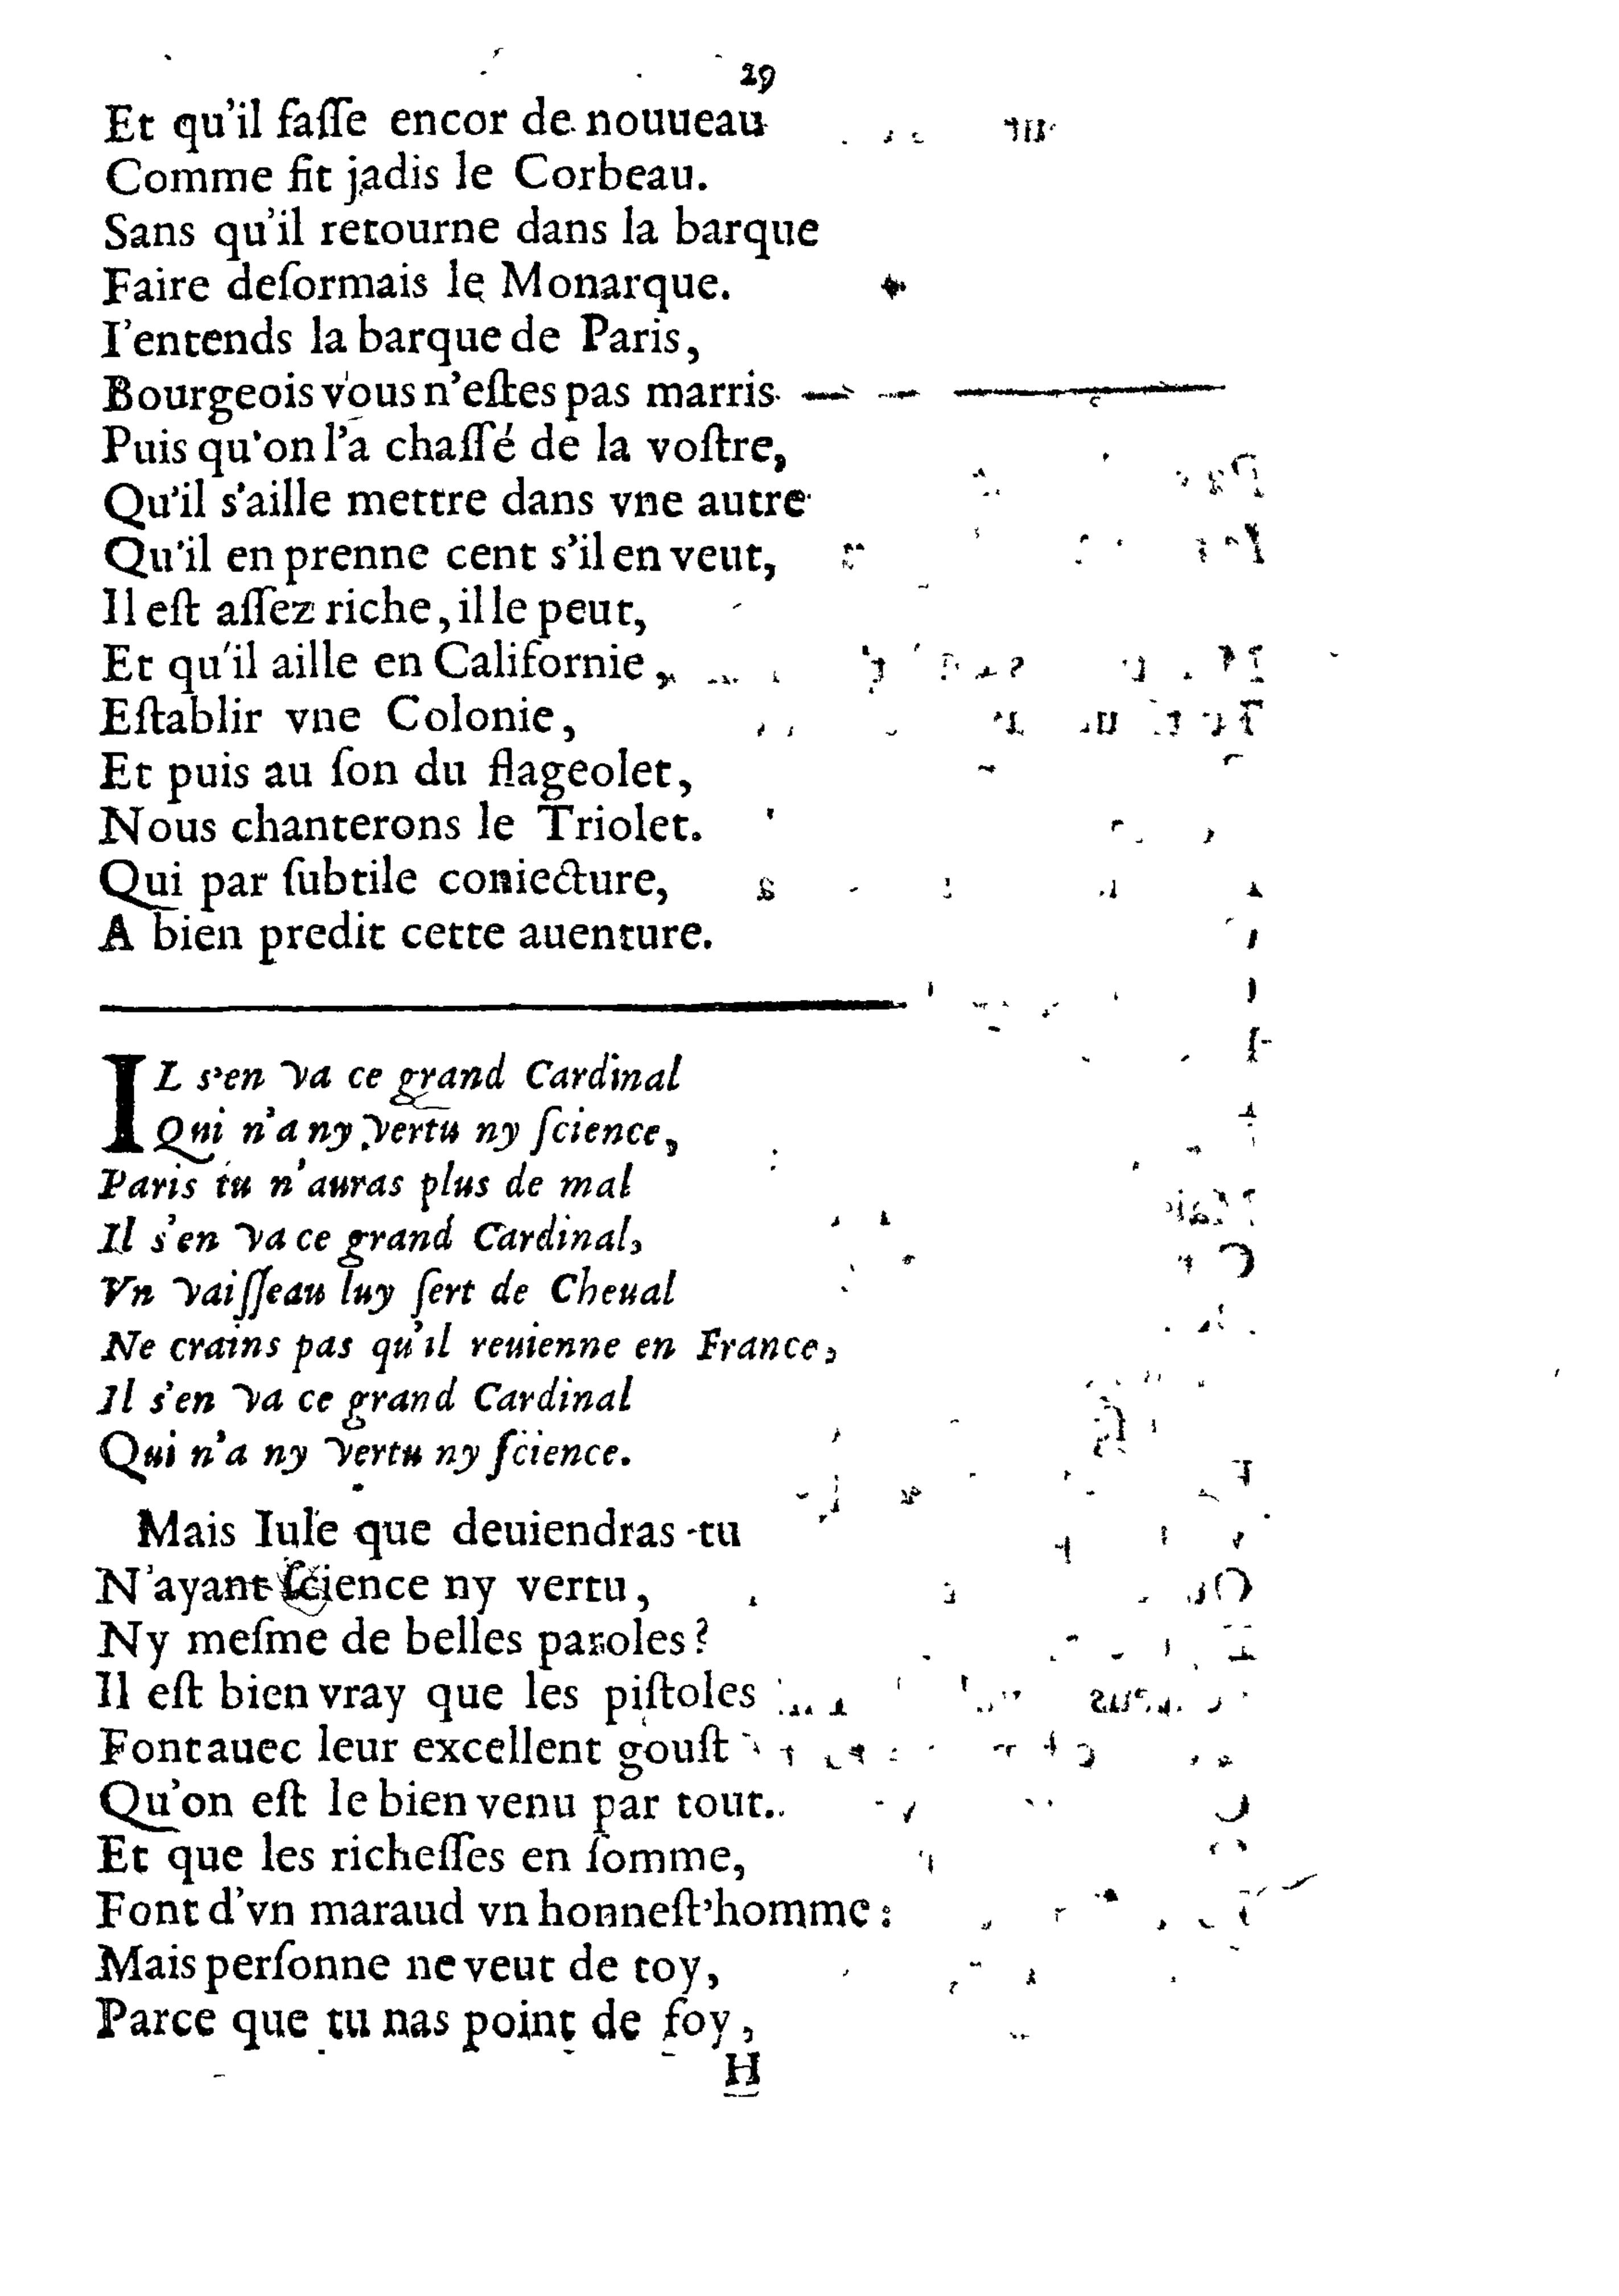 29
Et qu'il faſſe encor de nouueau
Comme fit jadis le Corbeau.
Sans qu'il retourne dans la barque
Faire deſormais le Monarque.
I'entends la barque de Paris,
Bourgeois vous n'eſtes pas marris
Puis qu'on l'a chaſſé de la voſtre,
Qu'il s'aille mettre dans vne autre
Qu'il en prenne cent s'il en veut,
Il eſt aſſez riche, il le peut,
Et qu'il aille en Californie,
Eſtablir vne Colonie,
Et puis au ſon du flageolet,
Nous chanterons le Triolet.
Qui par ſubtile coniecture,
A bien predit cette auenture.
IL s'en va ce grand Cardinal
Qui n'a ny vertu ny ſcience,
Paris tu n'auras plus de mal
Il s'en va ce grand Cardinal,
Vn vaiſſeau luy ſert de Cheual
Ne crains pas qu'il reuienne en France,
Il s'en va ce grand Cardinal
Qui n'a ny vertu ny ſcience.
Mais Iule que deuiendras-tu
N'ayant ſcience ny vertu,
Ny meſme de belles paroles?
Il eſt bien vray que les piſtoles
Font auec leur excellent gouſt
Qu'on eſt le bien venu par tout.
Et que les richeſſes en ſomme,
Font d'vn maraud vn honneſt'homme:
Mais perſonne ne veut de toy,
Parce que tu nas point de foy,
H